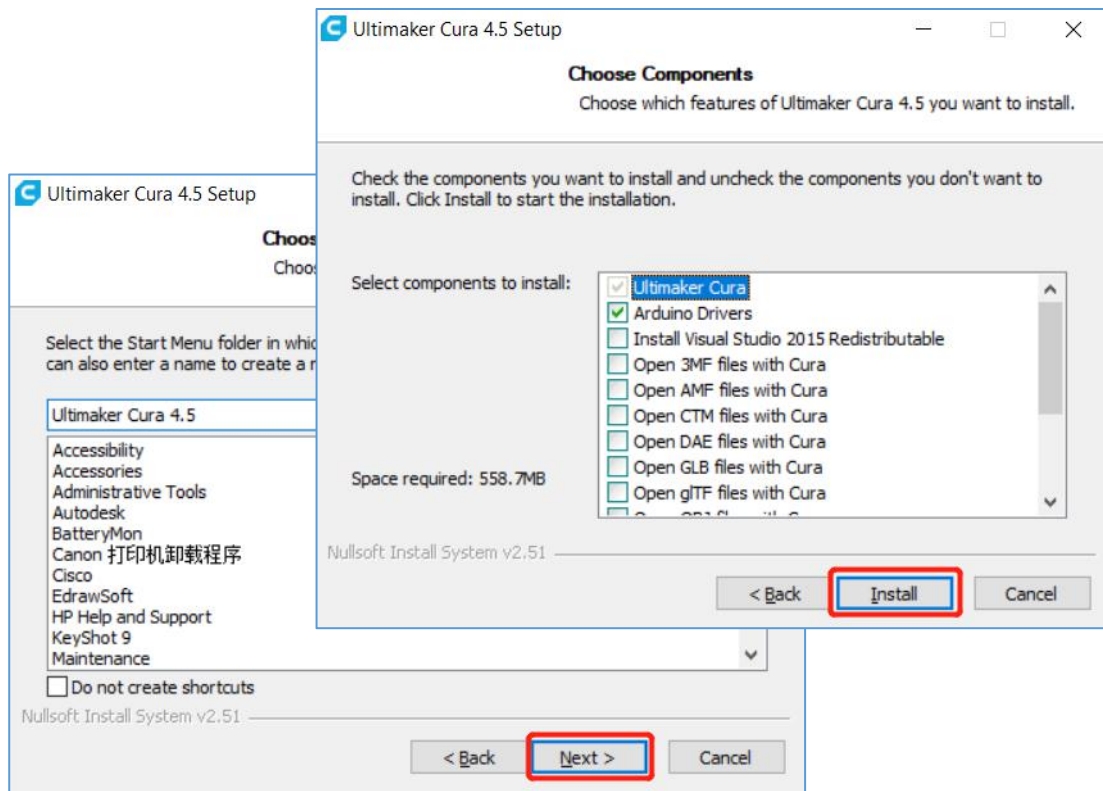 Ultimaker Cura 4.5 Setup
Choose Components
Choose which features of Ultimaker Cura 4.5 you want to install.
Check the components you want to install and uncheck the components you don't want to
install. Click Install to start the installation.
Select components to install:
Ultimaker Cura
Arduino Drivers
Install Visual Studio 2015 Redistributable
Open 3MF files with Cura
Open AMF files with Cura
Open CTM files with Cura
Open DAE files with Cura
Open GLB files with Cura
Open glTF files with Cura
Space required: 558.7MB
Nullsoft Install System v2.51
< Back
Install
Cancel
Ultimaker Cura 4.5 Setup
Choos
Choos
Select the Start Menu folder in whic
can also enter a name to create a r
Ultimaker Cura 4.5
Accessibility
Accessories
Administrative Tools
Autodesk
BatteryMon
Canon 打印机卸载程序
Cisco
EdrawSoft
HP Help and Support
KeyShot 9
Maintenance
Do not create shortcuts
Nullsoft Install System v2.51
< Back
Next >
Cancel